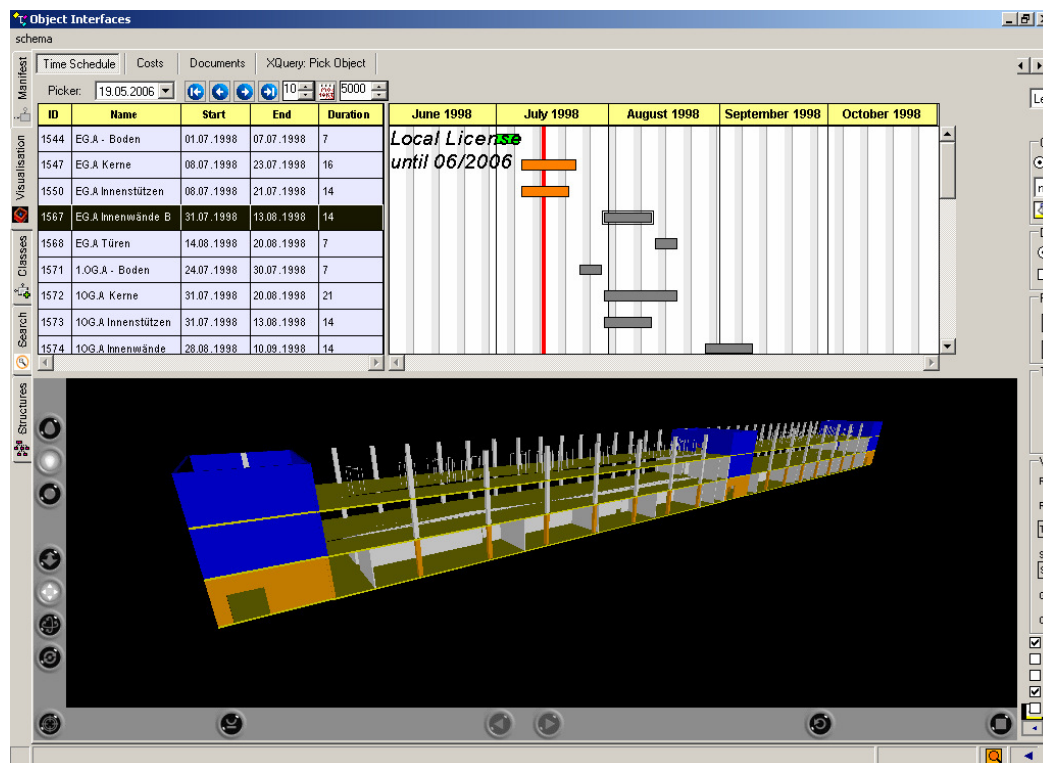 Object Interfaces
schema
Manifest
Visualisation
Classes
Search
Structures
Time Schedule Costs Documents XQuery: Pick Object
Picker: 19.05.2006 10 5000
ID Name Start End Duration
1544 EG.A - Boden 01.07.1998 07.07.1998 7
1547 EG.A Kerne 08.07.1998 23.07.1998 16
1550 EG.A Innenstützen 08.07.1998 21.07.1998 14
1567 EG.A Innenwände B 31.07.1998 13.08.1998 14
1568 EG.A Türen 14.08.1998 20.08.1998 7
1571 1.OG.A - Boden 24.07.1998 30.07.1998 7
1572 1OG.A Kerne 31.07.1998 20.08.1998 21
1573 1OG.A Innenstützen 31.07.1998 13.08.1998 14
1574 1OG.A Innenwände 28.08.1998 10.09.1998 14
June 1998 July 1998 August 1998 September 1998 October 1998
Local License
until 06/2006
Le